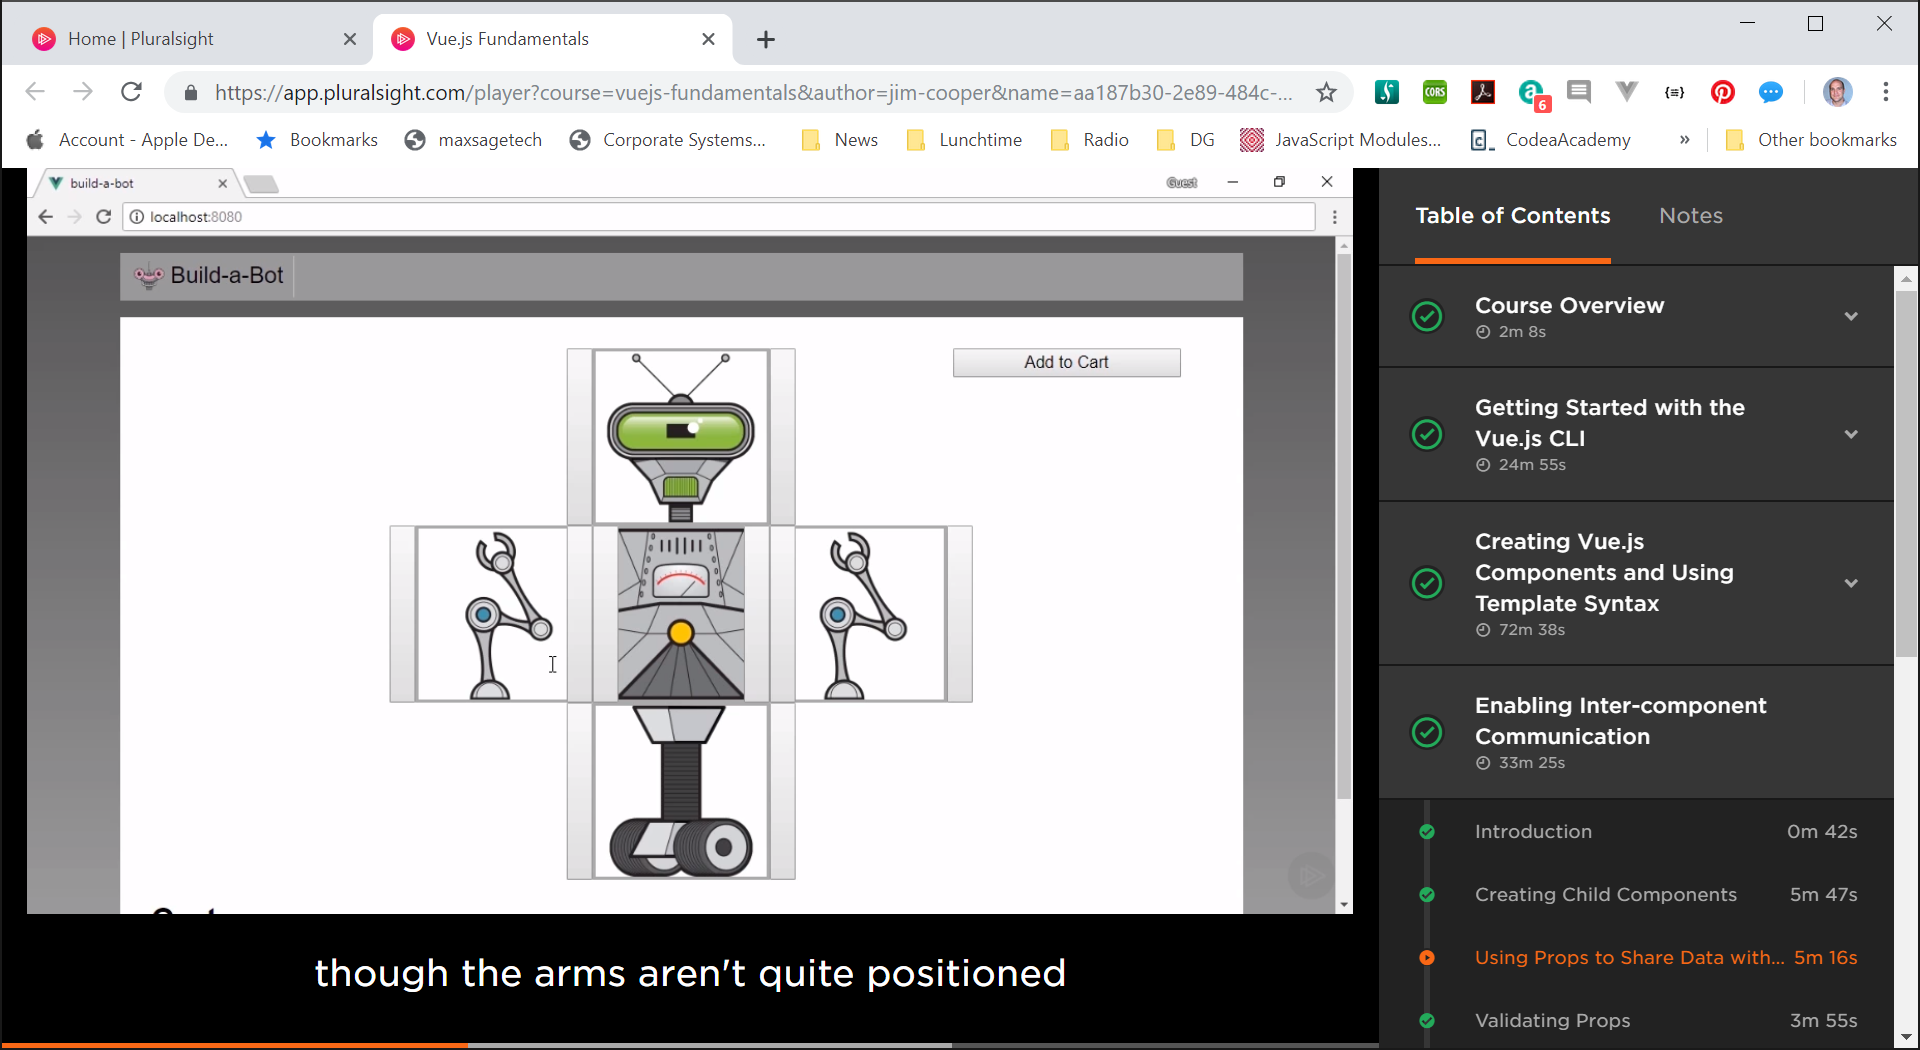 Home | Pluralsight
Vue.js Fundamentals
https://app.pluralsight.com/player?course=vuejs-fundamentals&author=jim-cooper&name=aa187b30-2e89-484c-...
CORS
6
{≡}
Account - Apple De...
Bookmarks
maxsagetech
Corporate Systems...
News
Lunchtime
Radio
DG
JavaScript Modules...
CodeaAcademy
»
Other bookmarks
build-a-bot
Guest
localhost:8080
Build-a-Bot
Add to Cart
though the arms aren't quite positioned
Table of Contents
Notes
Course Overview
2m 8s
Getting Started with the
Vue.js CLI
24m 55s
Creating Vue.js
Components and Using
Template Syntax
72m 38s
Enabling Inter-component
Communication
33m 25s
Introduction 0m 42s
Creating Child Components 5m 47s
Using Props to Share Data with... 5m 16s
Validating Props 3m 55s